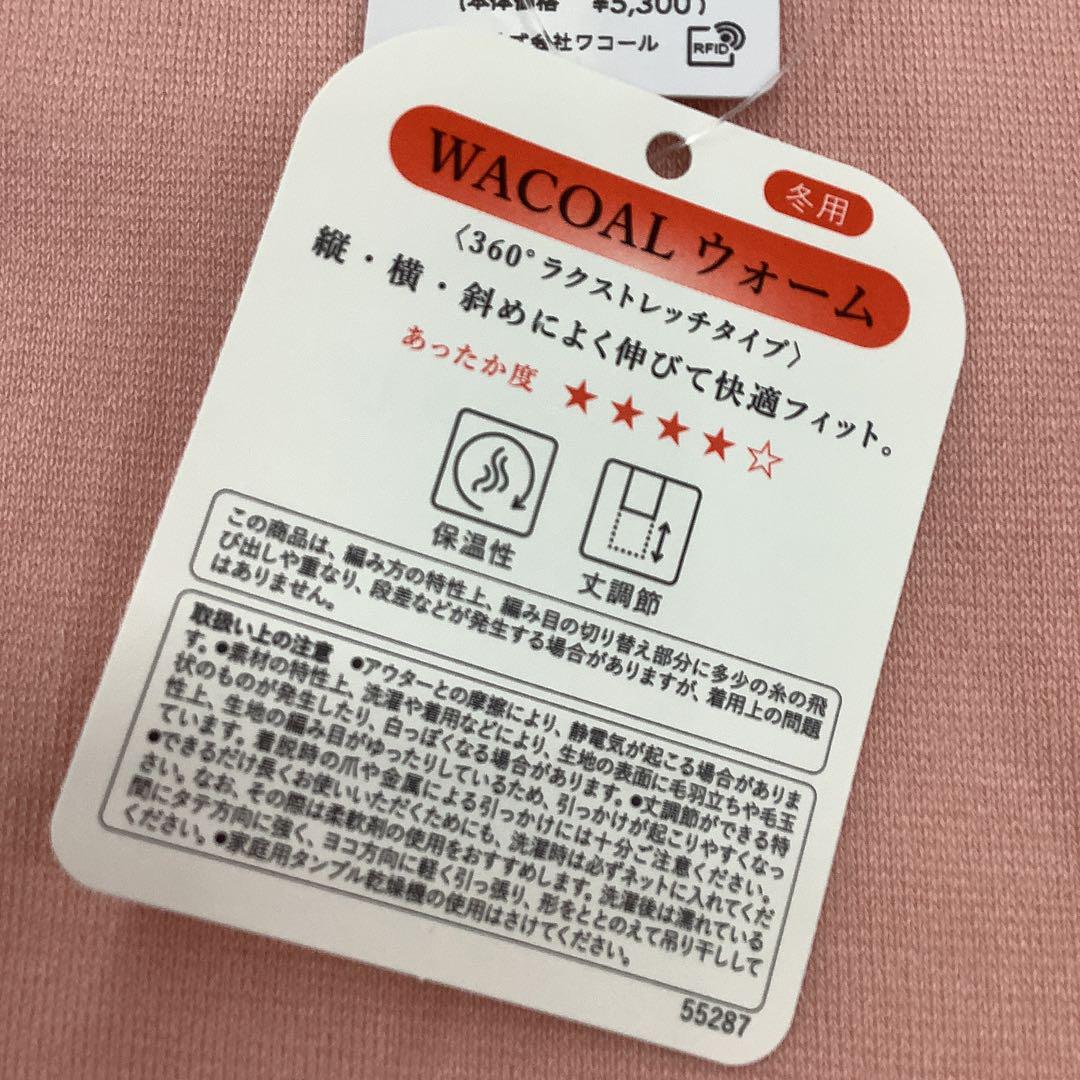 (本体価格 ¥5,300)
会社ワコール
RFID
WACOAL ウォーム
冬用
〈360°ラクストレッチタイプ〉
縦・横・斜めによく伸びて快適フィット。
あったか度 ★★★★☆
保温性
丈調節
この商品は、編み方の特性上、編み目の切り替え部分に多少の糸の飛
び出しや重なり、段差などが発生する場合がありますが、着用上の問題
はありません。
取扱い上の注意 ●アウターとの摩擦により、静電気が起こる場合がありま
す。●素材の特性上、洗濯や着用などにより、生地の表面に毛羽立ちや毛玉
状のものが発生したり、白っぽくなる場合があります。●丈調節ができる特
性上、生地の編み目がゆったりしているため、引っかけが起こりやすくなっ
ています。着脱時の爪や金属による引っかけには十分ご注意ください。
●できるだけ長くお使いいただくためにも、洗濯時は必ずネットに入れてくだ
さい。なお、その際は柔軟剤の使用をおすすめします。洗濯後は濡れている
間にタテ方向に強く、ヨコ方向に軽く引っ張り、形をととのえて吊り干しして
ください。●家庭用タンブル乾燥機の使用はさけてください。
55287